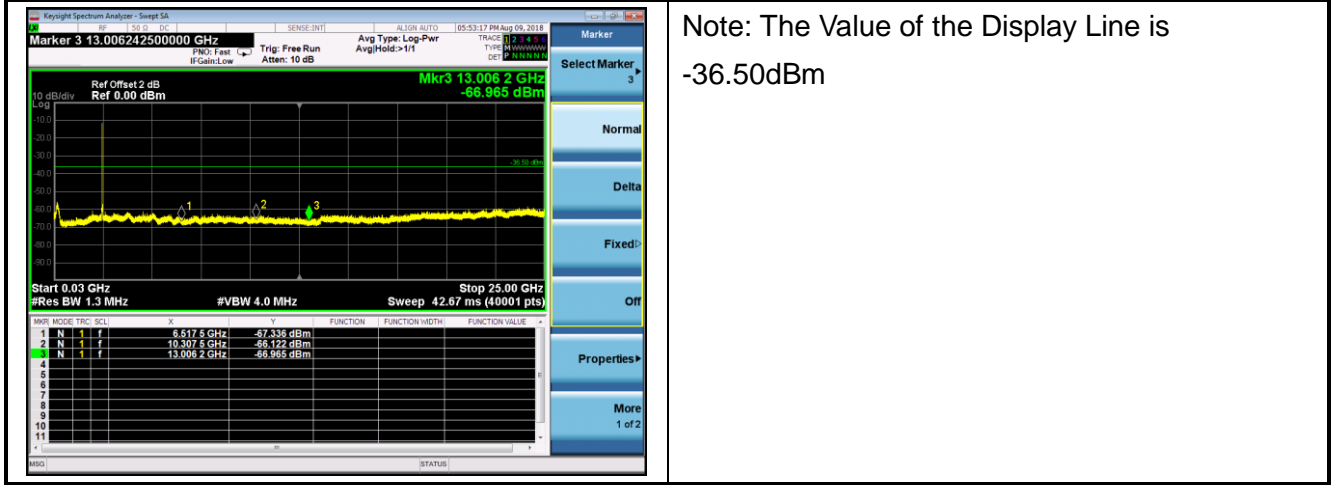 Keysight Spectrum Analyzer - Swept SA
RF 50 Ω DC SENSE:INT ALIGN AUTO 05:53:17 PM Aug 09, 2018
Marker 3 13.006242500000 GHz
PNO: Fast
IFGain:Low
Trig: Free Run
Atten: 10 dB
Avg Type: Log-Pwr
Avg|Hold:>1/1
TRACE 1 2 3 4 5 6
TYPE M WWWWW
DET P N N N N N
Ref Offset 2 dB
Ref 0.00 dBm
10 dB/div
Log
Mkr3 13.006 2 GHz
-66.965 dBm
-10.0
-20.0
-30.0
-36.50 dBm
-40.0
-50.0
-60.0
1 2 3
-70.0
-80.0
-90.0
Start 0.03 GHz Stop 25.00 GHz
#Res BW 1.3 MHz #VBW 4.0 MHz Sweep 42.67 ms (40001 pts)
MKR MODE TRC SCL X Y FUNCTION FUNCTION WIDTH FUNCTION VALUE
1 N 1 f 6.517 5 GHz -67.336 dBm
2 N 1 f 10.307 5 GHz -66.122 dBm
3 N 1 f 13.006 2 GHz -66.965 dBm
4
5
6
7
8
9
10
11
MSG STATUS
Marker
Select Marker
3
Normal
Delta
Fixed
Off
Properties
More
1 of 2
Note: The Value of the Display Line is
-36.50dBm